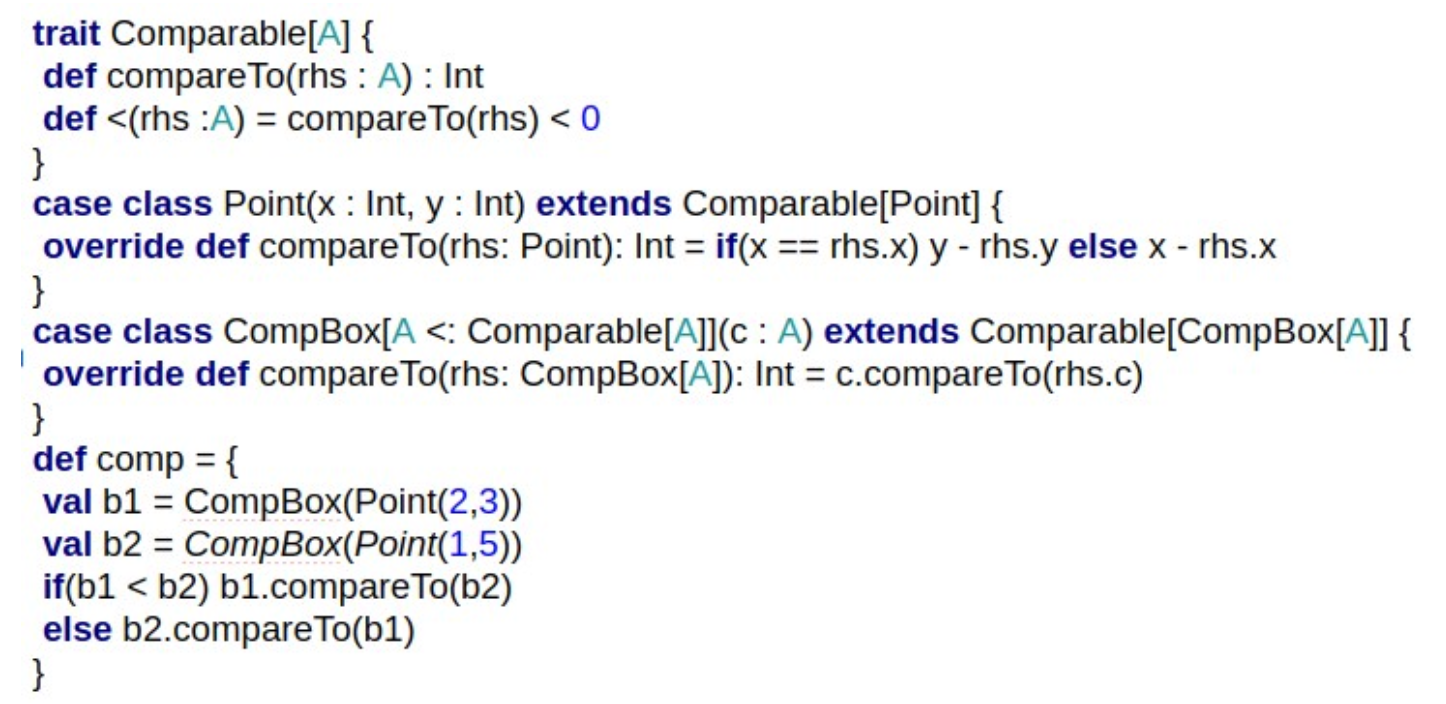 trait Comparable[A] {
def compareTo(rhs : A) : Int
def <(rhs :A) = compareTo(rhs) < 0
}
case class Point(x : Int, y : Int) extends Comparable[Point] {
override def compareTo(rhs: Point): Int = if(x == rhs.x) y - rhs.y else x - rhs.x
}
case class CompBox[A <: Comparable[A]](c : A) extends Comparable[CompBox[A]] {
override def compareTo(rhs: CompBox[A]): Int = c.compareTo(rhs.c)
}
def comp = {
val b1 = CompBox(Point(2,3))
val b2 = CompBox(Point(1,5))
if(b1 < b2) b1.compareTo(b2)
else b2.compareTo(b1)
}